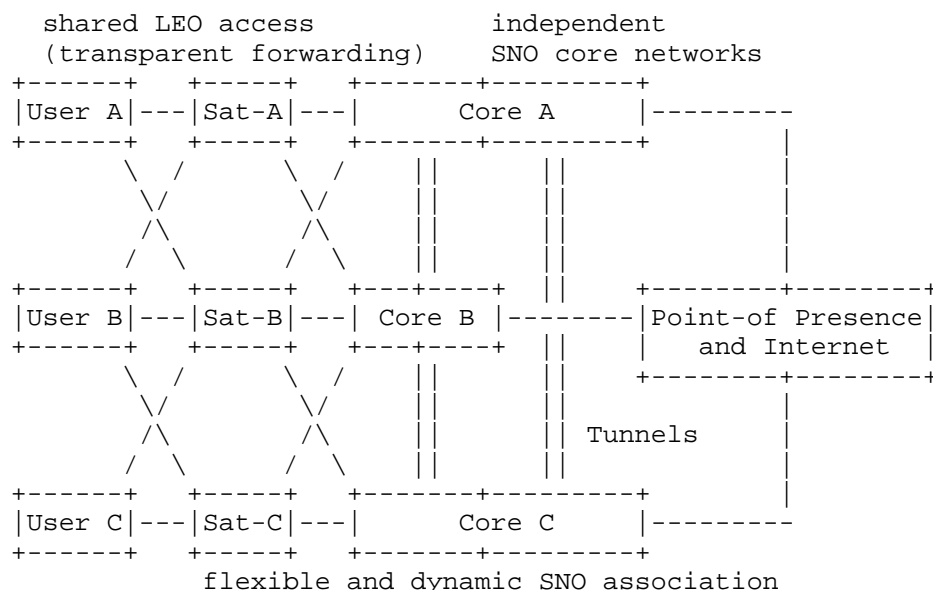 shared LEO access independent
(transparent forwarding) SNO core networks
User A Sat-A Core A
User B Sat-B Core B Point-of Presence
and Internet
Tunnels
User C Sat-C Core C
flexible and dynamic SNO association